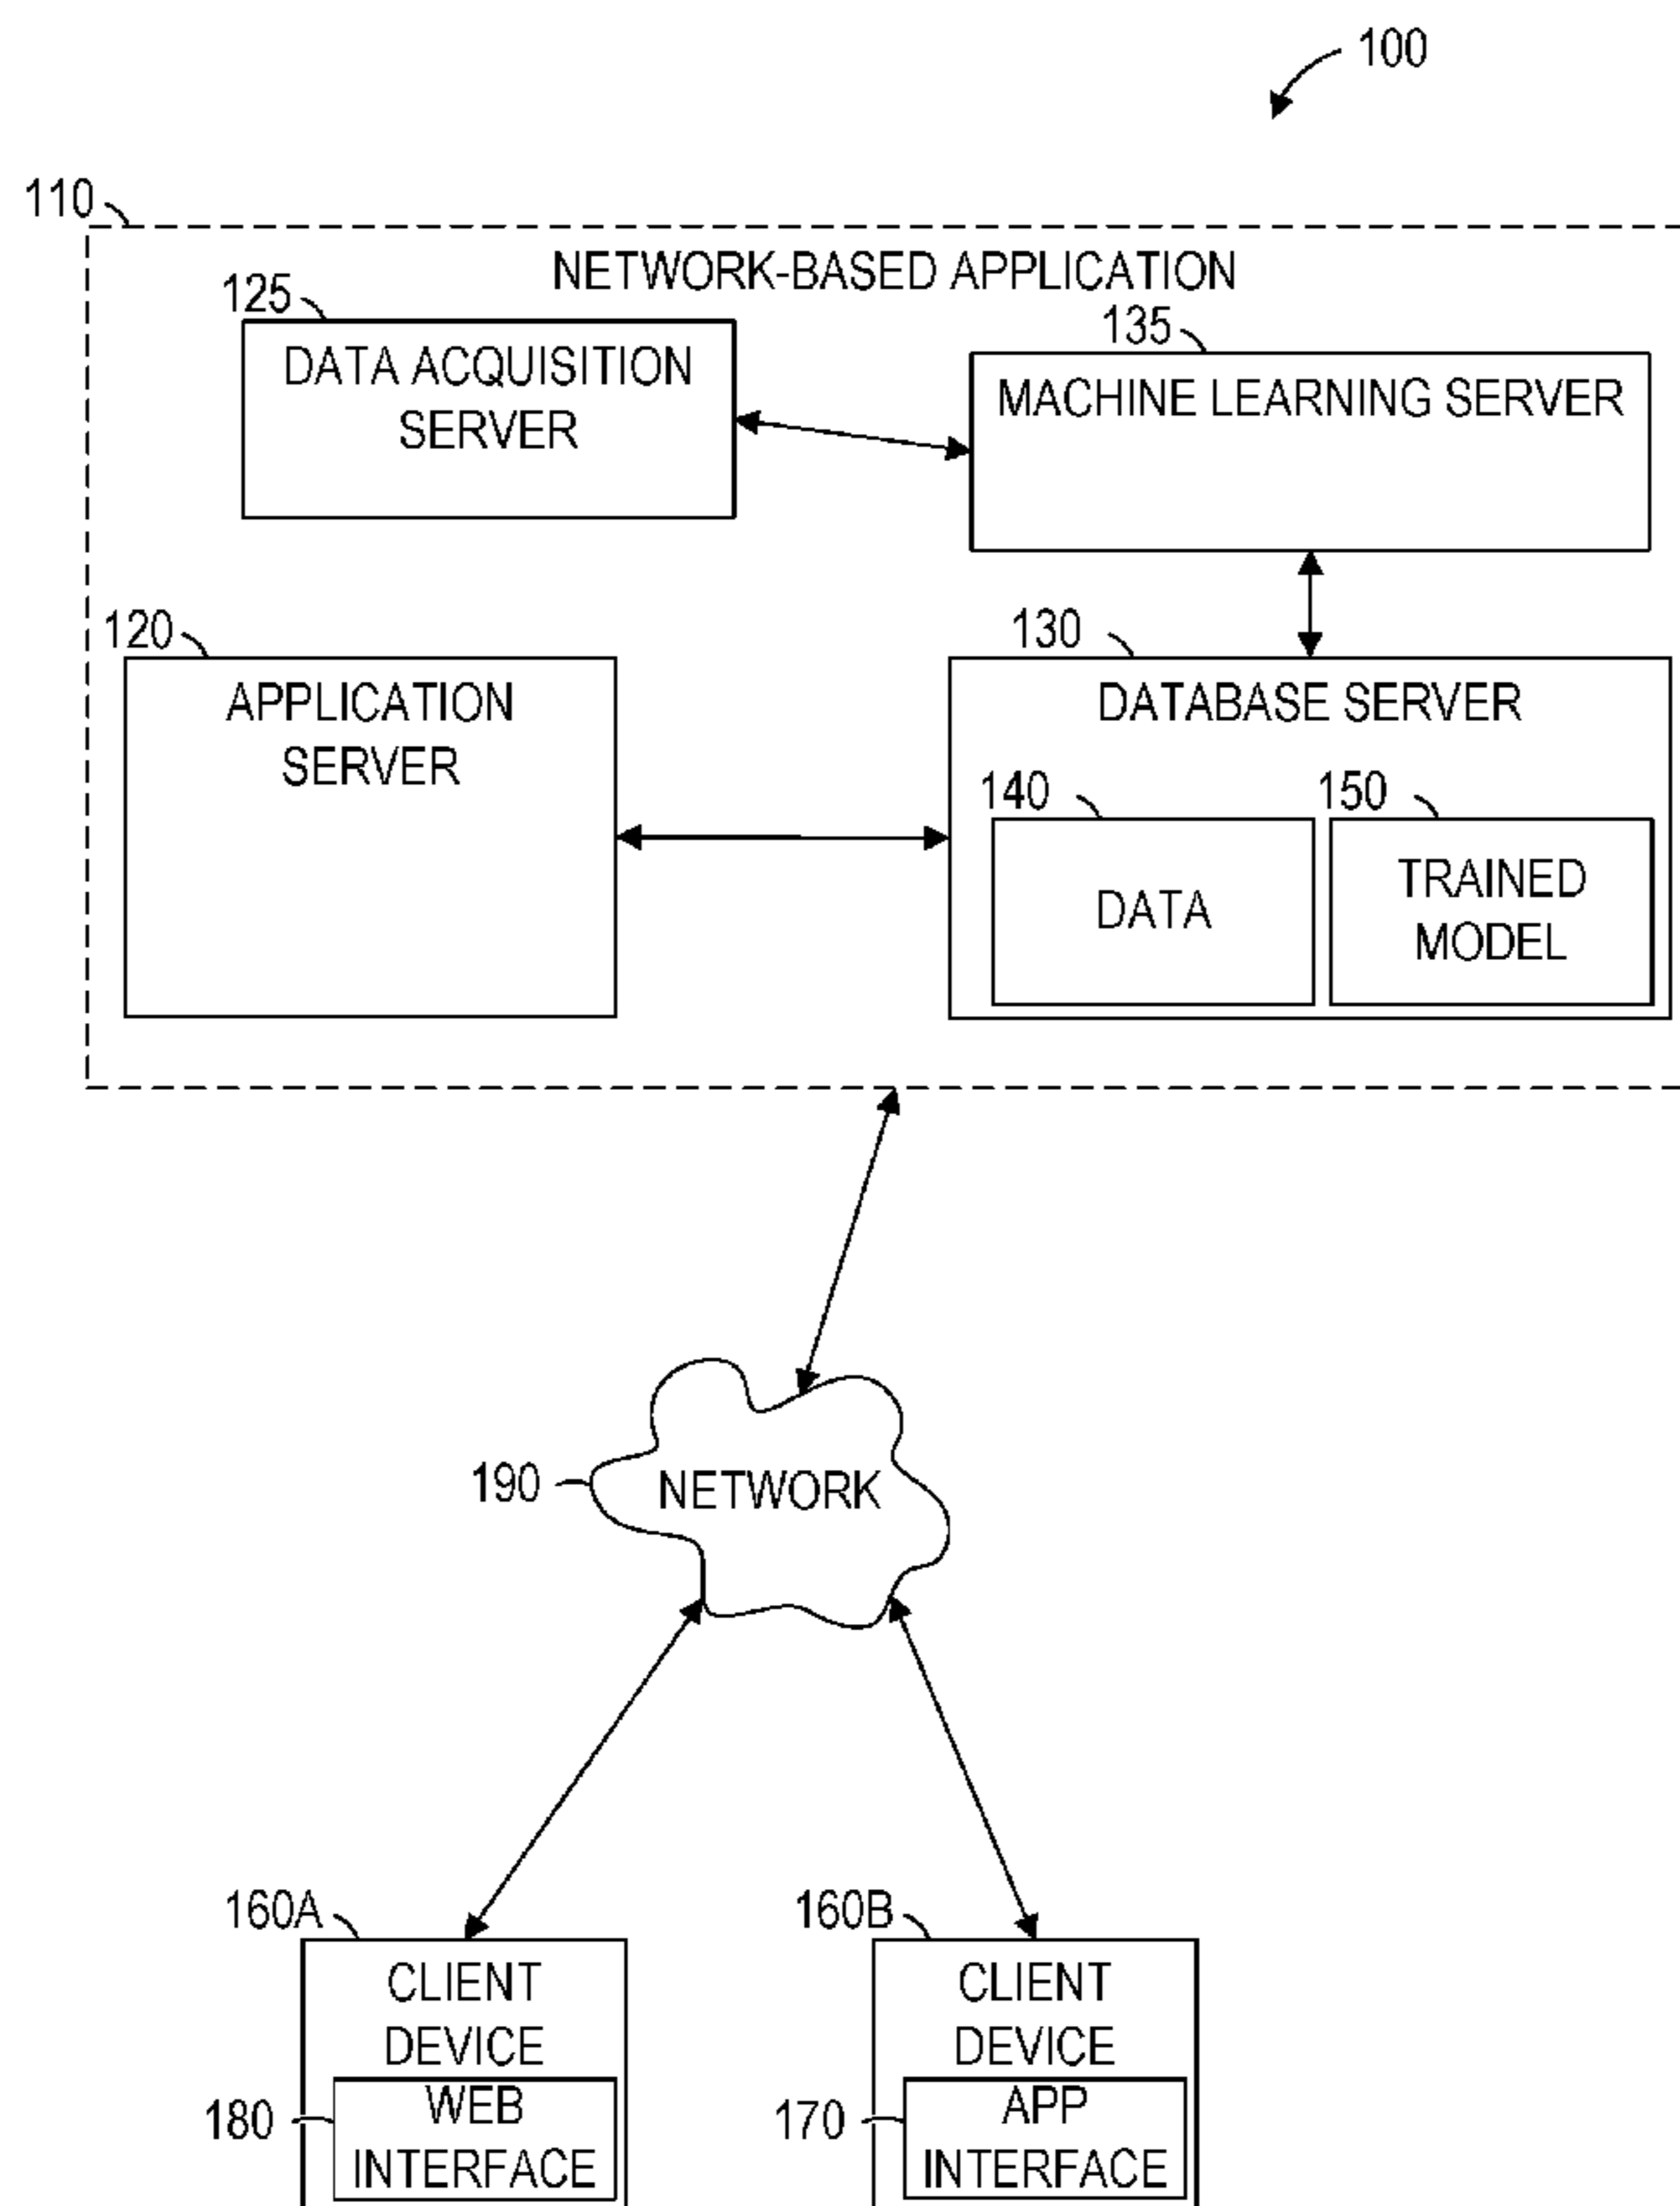 100
110
NETWORK-BASED APPLICATION
125
135
DATA ACQUISITION
SERVER
MACHINE LEARNING SERVER
120
130
APPLICATION
SERVER
DATABASE SERVER
140
150
DATA
TRAINED
MODEL
190
NETWORK
160A
160B
CLIENT
DEVICE
CLIENT
DEVICE
180
WEB
INTERFACE
170
APP
INTERFACE